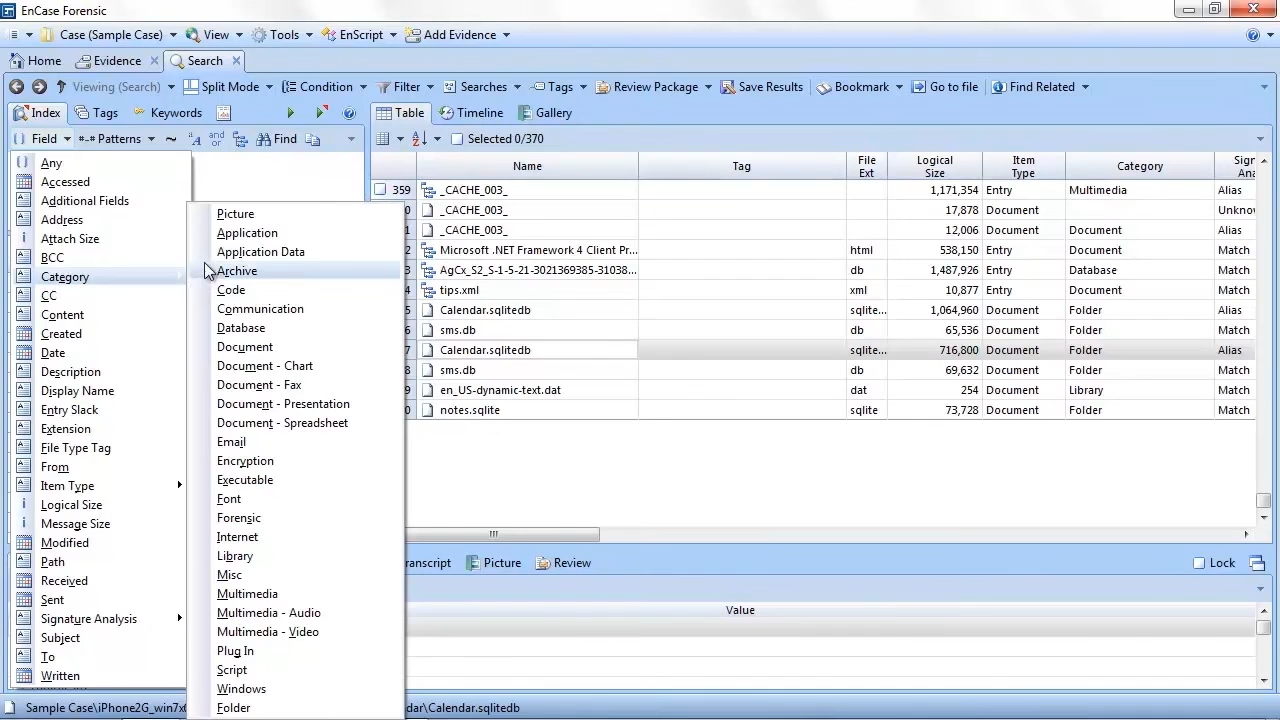 EnCase Forensic
Case (Sample Case) View Tools EnScript Add Evidence
Home Evidence Search
Viewing (Search) Split Mode Condition Filter Searches Tags Review Package Save Results Bookmark Go to file Find Related
Index Tags Keywords
Table Timeline Gallery
Field Patterns Find
Selected 0/370
Any
Accessed
Additional Fields
Address
Attach Size
BCC
Category
CC
Content
Created
Date
Description
Display Name
Entry Slack
Extension
File Type Tag
From
Item Type
Logical Size
Message Size
Modified
Path
Received
Sent
Signature Analysis
Subject
To
Written
Picture
Application
Application Data
Archive
Code
Communication
Database
Document
Document - Chart
Document - Fax
Document - Presentation
Document - Spreadsheet
Email
Encryption
Executable
Font
Forensic
Internet
Library
Misc
Multimedia
Multimedia - Audio
Multimedia - Video
Plug In
Script
Windows
Folder
Name Tag File Ext Logical Size Item Type Category
359 _CACHE_003_ 1,171,354 Entry Multimedia Alias
0 _CACHE_003_ 17,878 Document
1 _CACHE_003_ 12,006 Document Document Alias
2 Microsoft .NET Framework 4 Client Pr... html 538,150 Entry Document Match
3 AgCx_S2_S-1-5-21-3021369385-31038... db 1,487,926 Entry Database Match
4 tips.xml xml 10,877 Entry Document Match
5 Calendar.sqlitedb sqlite... 1,064,960 Document Folder Alias
6 sms.db db 65,536 Document Folder Match
7 Calendar.sqlitedb sqlite... 716,800 Document Folder Alias
8 sms.db db 69,632 Document Folder Match
9 en_US-dynamic-text.dat dat 254 Document Library Match
0 notes.sqlite sqlite 73,728 Document Folder Match
Picture Review
Lock
Value
Sample Case\iPhone2G_win7x
dar\Calendar.sqlitedb